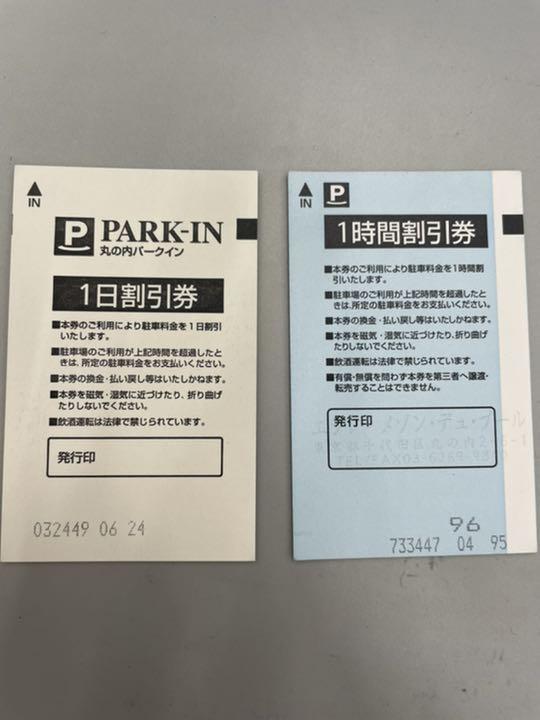 IN
P PARK-IN
丸の内パークイン
1日割引券
■本券のご利用により駐車料金を1日割引
いたします。
■駐車場のご利用が上記時間を超過したと
きは、所定の駐車料金をお支払いください。
■本券の換金・払い戻し等はいたしかねます。
■本券を磁気・湿気に近づけたり、折り曲げ
たりしないでください。
■飲酒運転は法律で禁じられています。
発行印
032449 06 24
IN
P
1時間割引券
■本券のご利用により駐車料金を1時間割
引いたします。
■駐車場のご利用が上記時間を超過したと
きは、所定の駐車料金をお支払いください。
■本券の換金・払い戻し等はいたしかねます。
■本券を磁気・湿気に近づけたり、折り曲げ
たりしないでください。
■飲酒運転は法律で禁じられています。
■有償・無償を問わず本券を第三者へ譲渡・
転売することはできません。
発行印
メゾン・デュ・
東京都千代田区丸の内2-5-1
96
733447 04 95